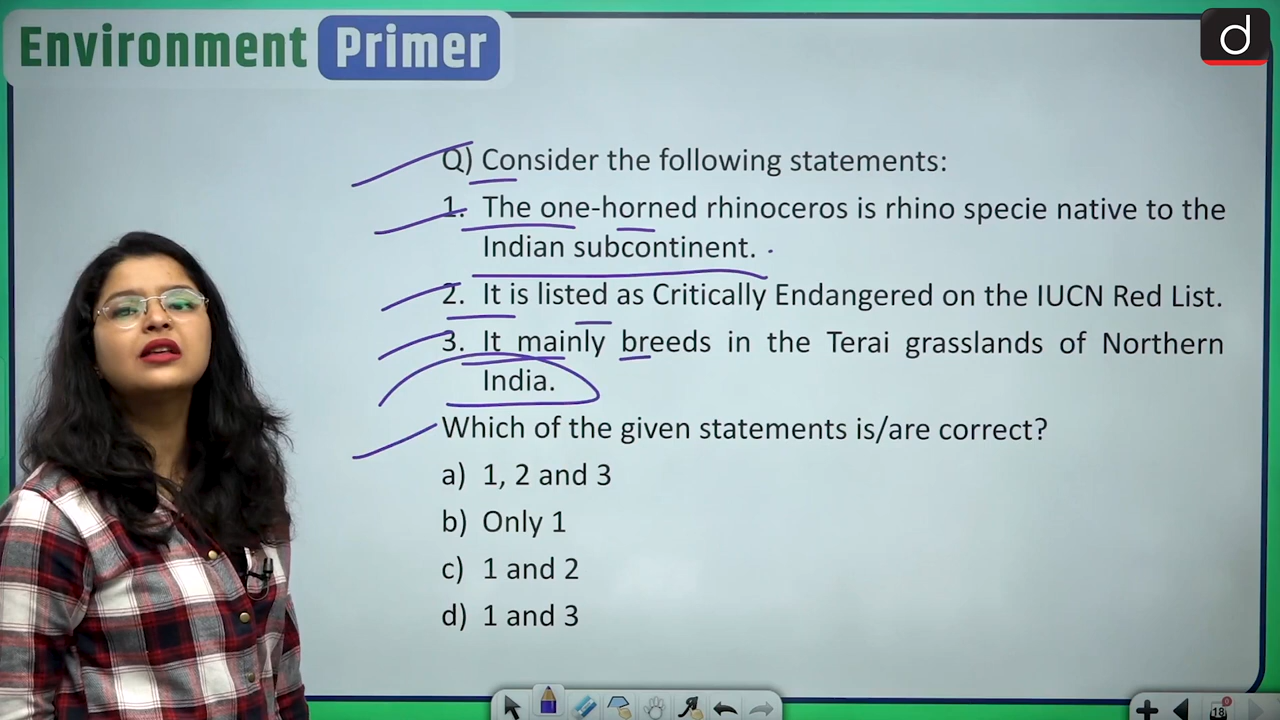 Environment Primer
d
Q) Consider the following statements:
1. The one-horned rhinoceros is rhino specie native to the
Indian subcontinent.
2. It is listed as Critically Endangered on the IUCN Red List.
3. It mainly breeds in the Terai grasslands of Northern
India.
Which of the given statements is/are correct?
a) 1, 2 and 3
b) Only 1
c) 1 and 2
d) 1 and 3
18